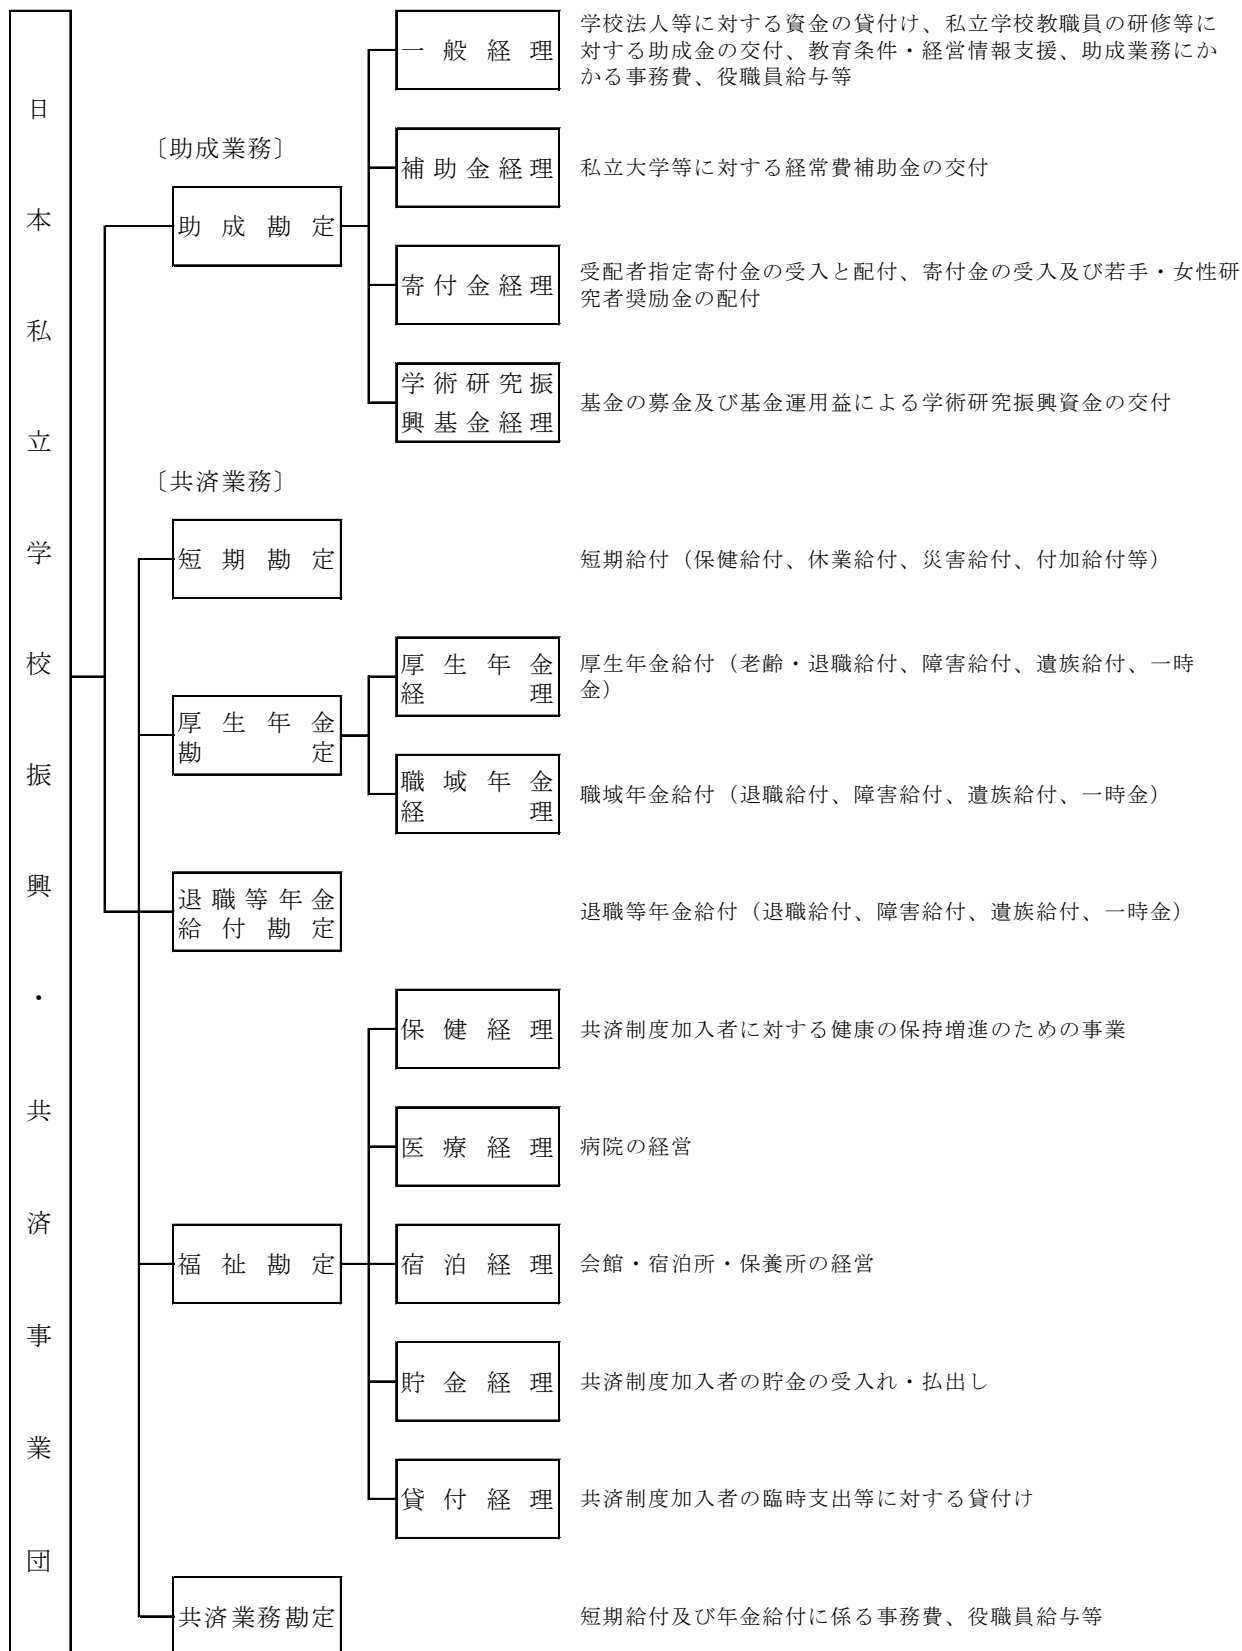 日本私立学校振興・共済事業団
〔助成業務〕
助成勘定
一般経理
学校法人等に対する資金の貸付け、私立学校教職員の研修等に
対する助成金の交付、教育条件・経営情報支援、助成業務にか
かる事務費、役職員給与等
補助金経理
私立大学等に対する経常費補助金の交付
寄付金経理
受配者指定寄付金の受入と配付、寄付金の受入及び若手・女性研
究者奨励金の配付
学術研究振
興基金経理
基金の募金及び基金運用益による学術研究振興資金の交付
〔共済業務〕
短期勘定
短期給付（保健給付、休業給付、災害給付、付加給付等）
厚生年金
勘定
厚生年金
経理
厚生年金給付（老齢・退職給付、障害給付、遺族給付、一時
金）
職域年金
経理
職域年金給付（退職給付、障害給付、遺族給付、一時金）
退職等年金
給付勘定
退職等年金給付（退職給付、障害給付、遺族給付、一時金）
福祉勘定
保健経理
共済制度加入者に対する健康の保持増進のための事業
医療経理
病院の経営
宿泊経理
会館・宿泊所・保養所の経営
貯金経理
共済制度加入者の貯金の受入れ・払出し
貸付経理
共済制度加入者の臨時支出等に対する貸付け
共済業務勘定
短期給付及び年金給付に係る事務費、役職員給与等